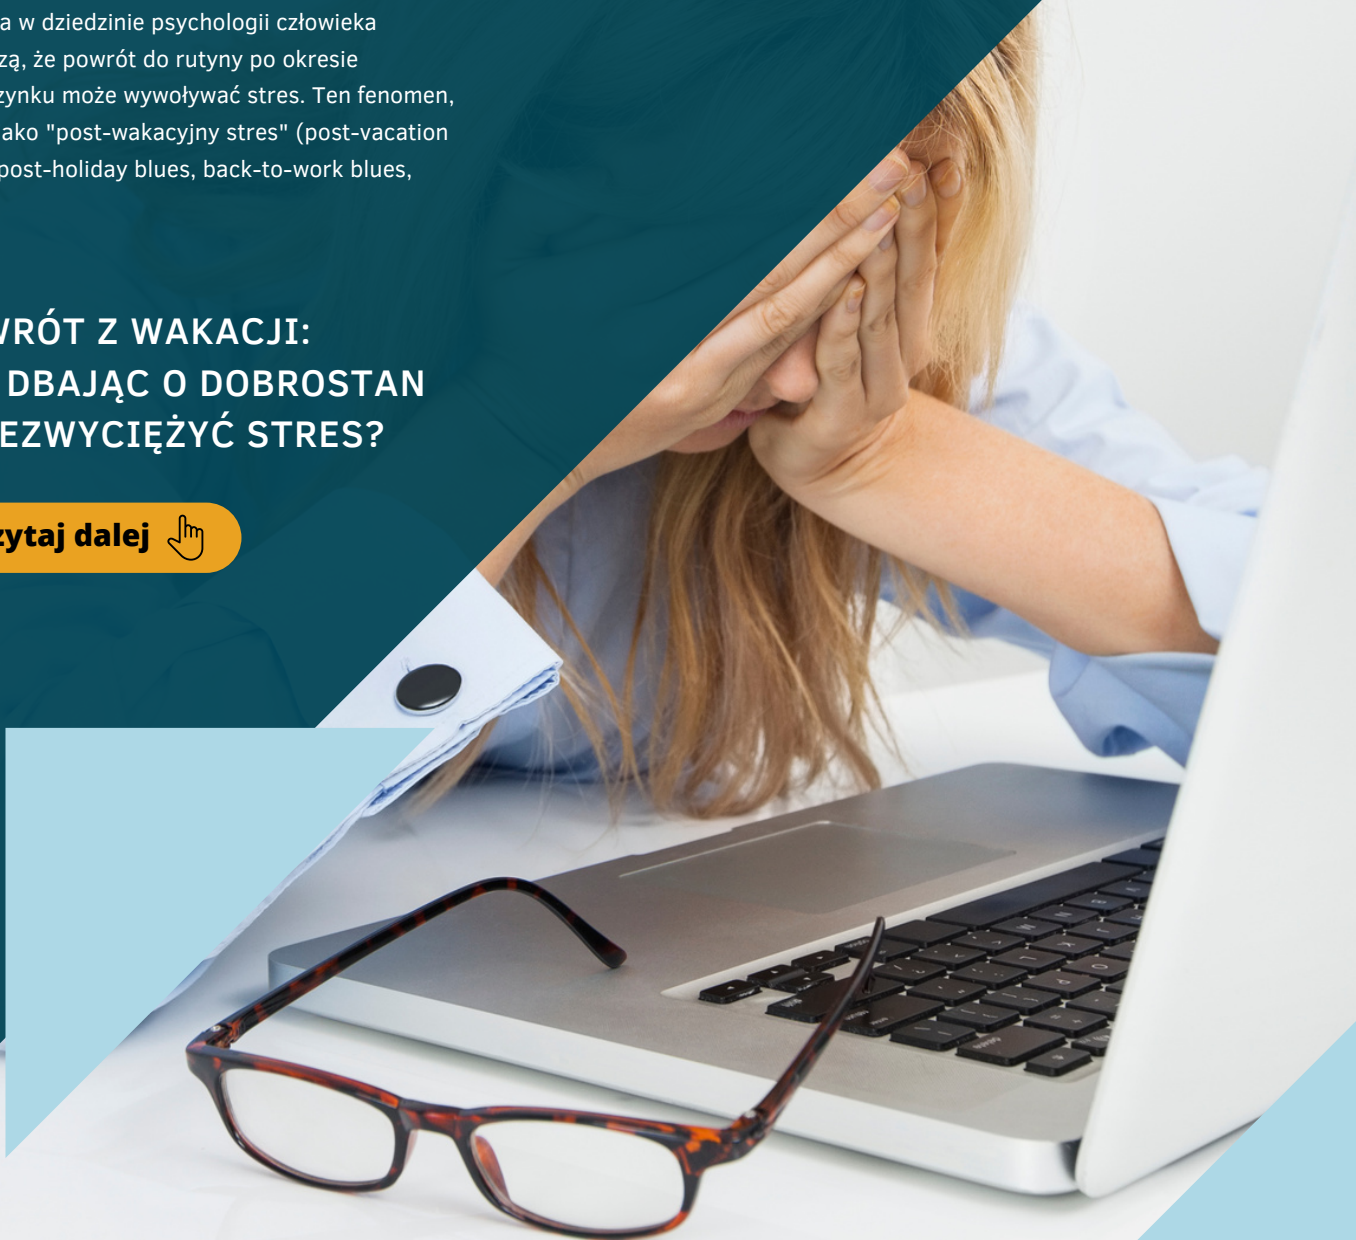 a w dziedzinie psychologii człowieka
zą, że powrót do rutyny po okresie
zynku może wywoływać stres. Ten fenomen,
ako "post-wakacyjny stres" (post-vacation
post-holiday blues, back-to-work blues,
WRÓT Z WAKACJI:
DBAJĄC O DOBROSTAN
EZWYCIĘŻYĆ STRES?
zytaj dalej